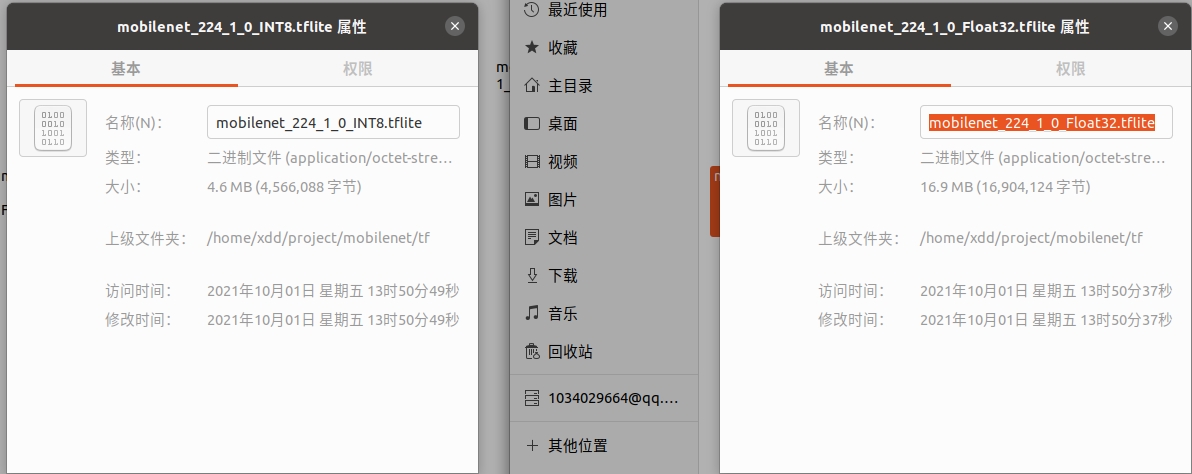 mobilenet_224_1_0_INT8.tflite 属性
基本
权限
名称(N)：
mobilenet_224_1_0_INT8.tflite
类型：
二进制文件 (application/octet-stre…
大小：
4.6 MB (4,566,088 字节)
上级文件夹：
/home/xdd/project/mobilenet/tf
访问时间：
2021年10月01日 星期五 13时50分49秒
修改时间：
2021年10月01日 星期五 13时50分49秒
最近使用
收藏
主目录
桌面
视频
图片
文档
下载
音乐
回收站
1034029664@qq.…
其他位置
mobilenet_224_1_0_Float32.tflite 属性
基本
权限
名称(N)：
mobilenet_224_1_0_Float32.tflite
类型：
二进制文件 (application/octet-stre…
大小：
16.9 MB (16,904,124 字节)
上级文件夹：
/home/xdd/project/mobilenet/tf
访问时间：
2021年10月01日 星期五 13时50分37秒
修改时间：
2021年10月01日 星期五 13时50分37秒